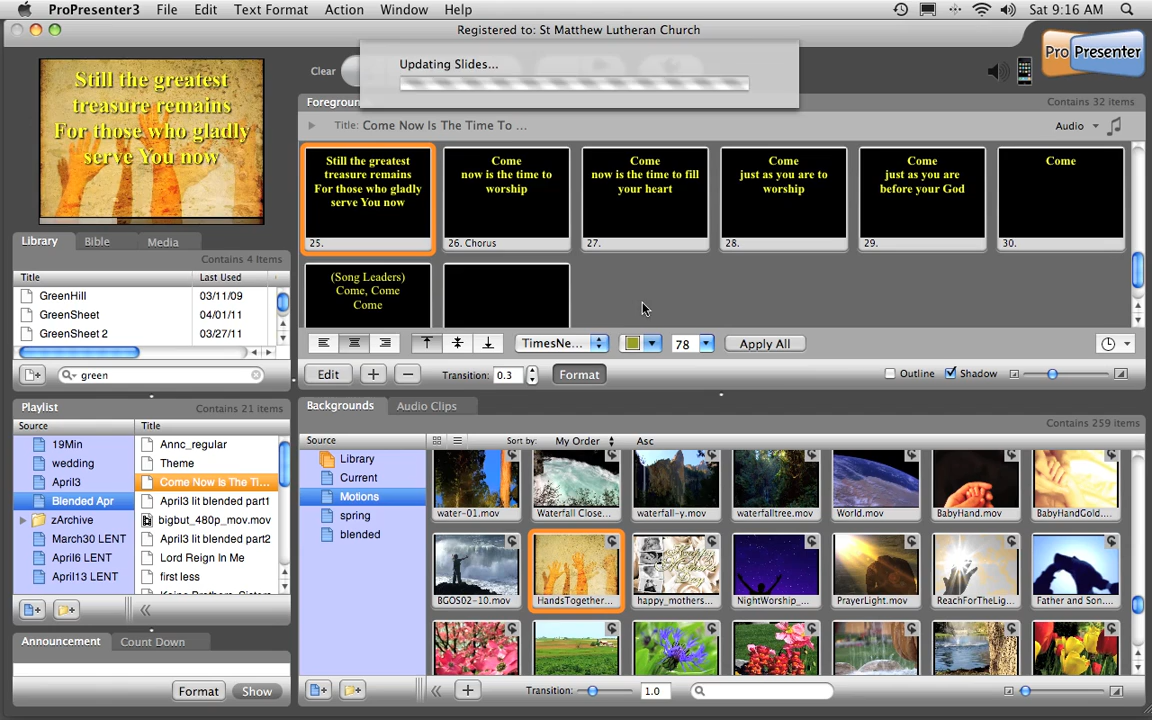 ProPresenter3 File Edit Text Format Action Window Help Sat 9:16 AM
Registered to: St Matthew Lutheran Church
Still the greatest
treasure remains
For those who gladly
serve You now
Clear
Updating Slides...
ProPresenter
Foregroun
Contains 32 items
Title: Come Now Is The Time To ...
Audio
Still the greatest
treasure remains
For those who gladly
serve You now
25.
Come
now is the time to
worship
26. Chorus
Come
now is the time to fill
your heart
27.
Come
just as you are to
worship
28.
Come
just as you are
before your God
29.
Come
30.
(Song Leaders)
Come, Come
Come
TimesNe... 78 Apply All
Edit Transition: 0.3 Format Outline Shadow
Library Bible Media
Contains 4 Items
Title Last Used
GreenHill 03/11/09
GreenSheet 04/01/11
GreenSheet 2 03/27/11
green
Playlist Contains 21 items
Source Title
19Min
wedding
April3
Blended Apr
zArchive
March30 LENT
April6 LENT
April13 LENT
Annc_regular
Theme
Come Now Is The Ti...
April3 lit blended part1
bigbut_480p_mov.mov
April3 lit blended part2
Lord Reign In Me
first less
Announcement Count Down
Format Show
Backgrounds Audio Clips
Contains 259 items
Source Sort by: My Order Asc
Library
Current
Motions
spring
blended
water-01.mov Waterfall Close... waterfall-y.mov waterfalltree.mov World.mov BabyHand.mov BabyHandGold....
BGOS02-10.mov HandsTogether... happy_mothers... NightWorship_... PrayerLight.mov ReachForTheLig... Father and Son....
Transition: 1.0